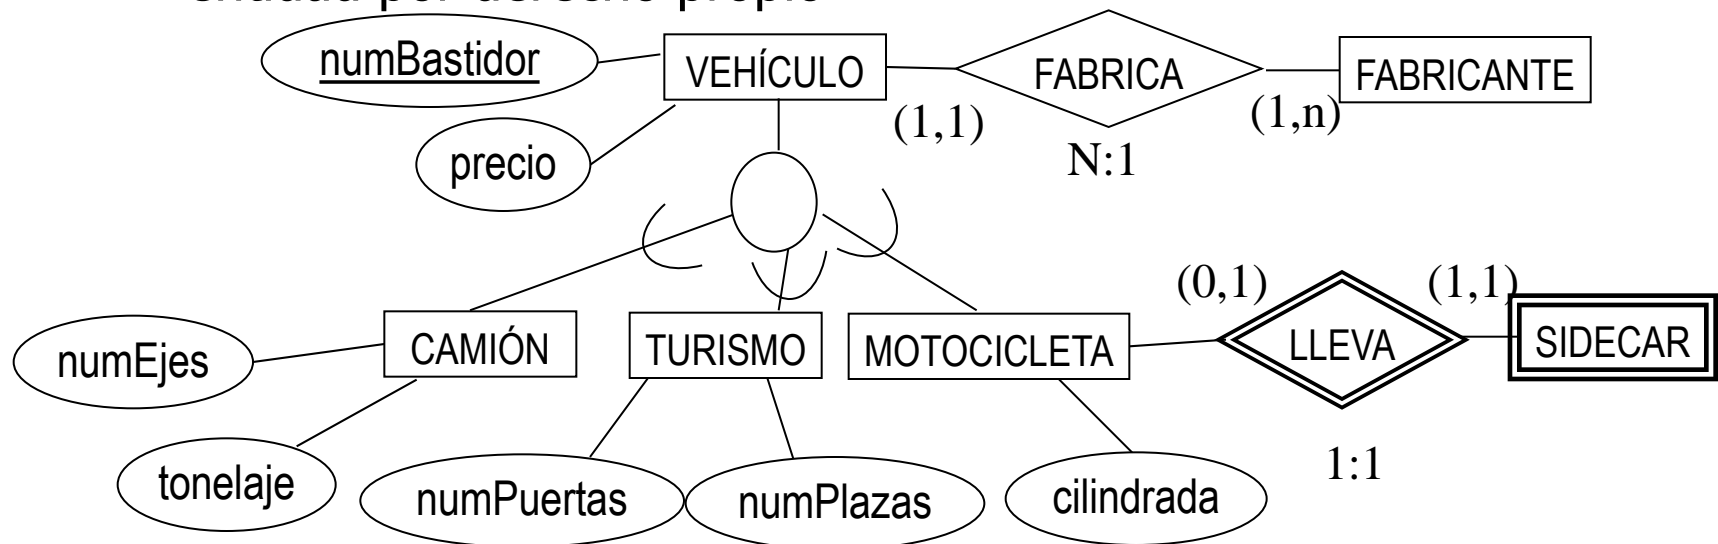 numBastidor
VEHÍCULO
FABRICA
FABRICANTE
(1,1)
(1,n)
N:1
precio
(0,1)
(1,1)
numEjes
CAMIÓN
TURISMO
MOTOCICLETA
LLEVA
SIDECAR
1:1
tonelaje
numPuertas
numPlazas
cilindrada